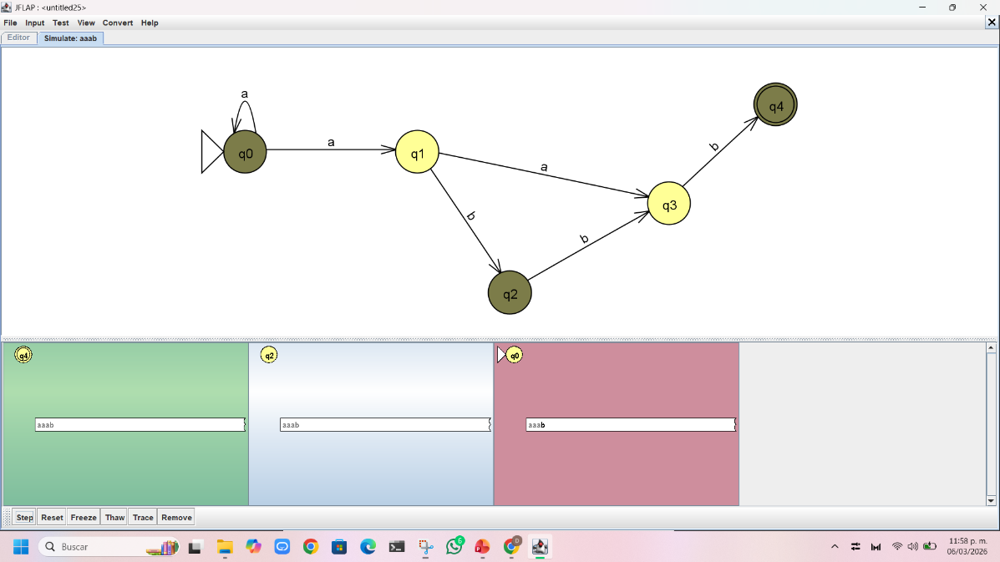 JFLAP : <untitled25>
File Input Test View Convert Help
Editor Simulate: aaab
a
q0
a
q1
a
b
q2
b
q3
b
q4
q4
aaab
q2
aaab
q0
aaab
Step Reset Freeze Thaw Trace Remove
Buscar
6
D
11:58 p. m.
06/03/2026